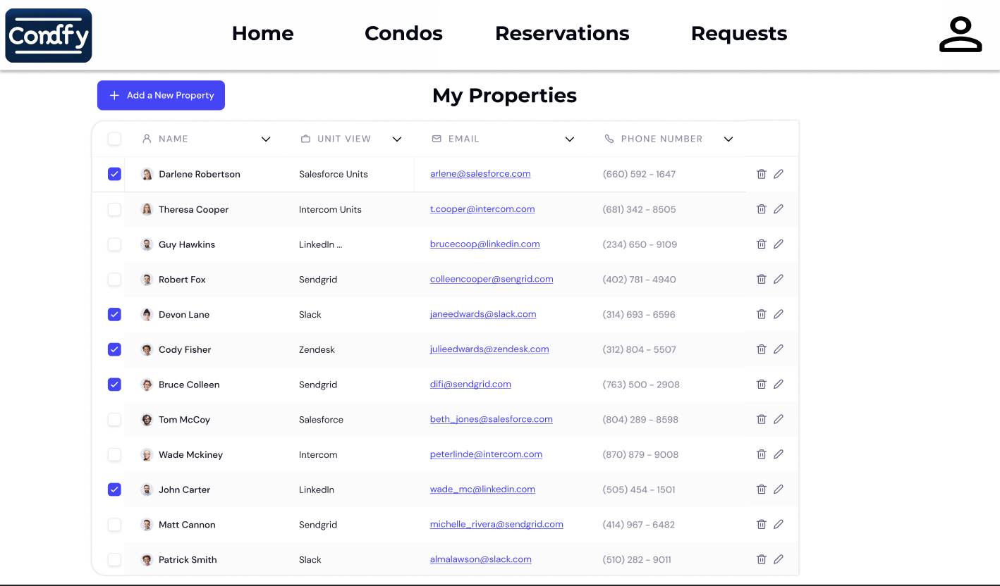 Condfy Home Condos Reservations Requests
Add a New Property My Properties
NAME UNIT VIEW EMAIL PHONE NUMBER
Darlene Robertson Salesforce Units arlene@salesforce.com (660) 592 - 1647
Theresa Cooper Intercom Units t.cooper@intercom.com (681) 342 - 8505
Guy Hawkins LinkedIn ... brucecoop@linkedin.com (234) 650 - 9109
Robert Fox Sendgrid colleencooper@sengrid.com (402) 781 - 4940
Devon Lane Slack janeedwards@slack.com (314) 693 - 6596
Cody Fisher Zendesk julieedwards@zendesk.com (312) 804 - 5507
Bruce Colleen Sendgrid difi@sendgrid.com (763) 500 - 2908
Tom McCoy Salesforce beth_jones@salesforce.com (804) 289 - 8598
Wade Mckiney Intercom peterlinde@intercom.com (870) 879 - 9008
John Carter LinkedIn wade_mc@linkedin.com (505) 454 - 1501
Matt Cannon Sendgrid michelle_rivera@sendgrid.com (414) 967 - 6482
Patrick Smith Slack almalawson@slack.com (510) 282 - 9011